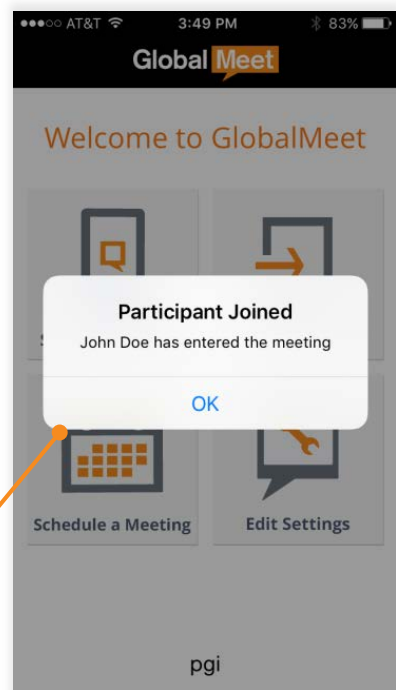 AT&T 3:49 PM 83%
Global Meet
Welcome to GlobalMeet
Participant Joined
John Doe has entered the meeting
OK
Schedule a Meeting Edit Settings
pgi